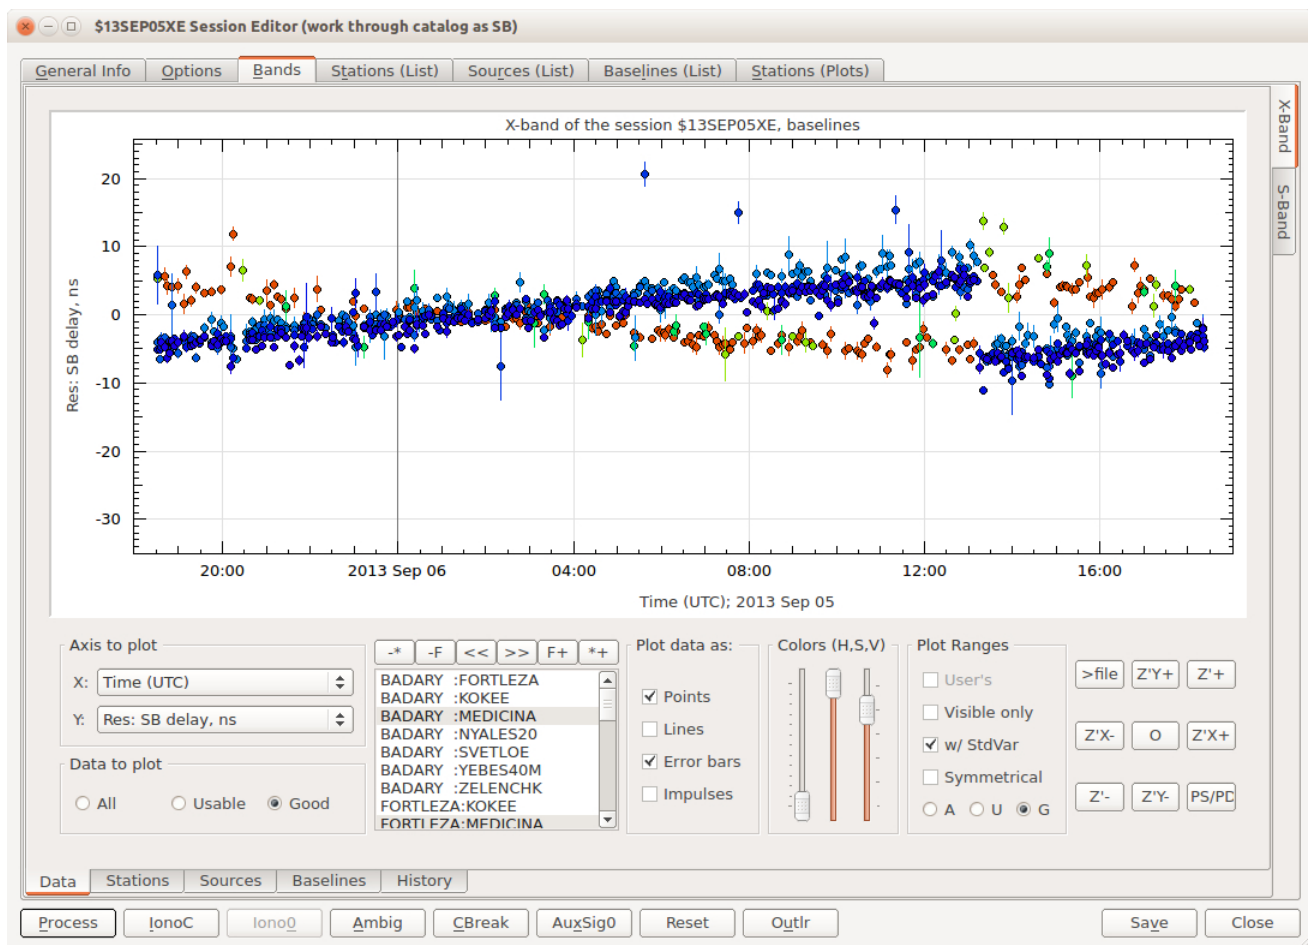 $13SEP05XE Session Editor (work through catalog as SB)
General Info Options Bands Stations (List) Sources (List) Baselines (List) Stations (Plots)
X-Band
S-Band
X-band of the session $13SEP05XE, baselines
Res: SB delay, ns
20
10
0
-10
-20
-30
20:00 2013 Sep 06 04:00 08:00 12:00 16:00
Time (UTC); 2013 Sep 05
Axis to plot
X: Time (UTC)
Y: Res: SB delay, ns
Data to plot
All Usable Good
-* -F << >> F+ *+
BADARY :FORTLEZA
BADARY :KOKEE
BADARY :MEDICINA
BADARY :NYALES20
BADARY :SVETLOE
BADARY :YEBES40M
BADARY :ZELENCHK
FORTLEZA:KOKEE
FORTLEZA:MEDICINA
Plot data as:
Points
Lines
Error bars
Impulses
Colors (H,S,V)
Plot Ranges
User's
Visible only
w/ StdVar
Symmetrical
A U G
>file Z'Y+ Z'+
Z'X- O Z'X+
Z'- Z'Y- PS/PD
Data Stations Sources Baselines History
Process IonoC Iono0 Ambig CBreak AuxSig0 Reset Outlr Save Close